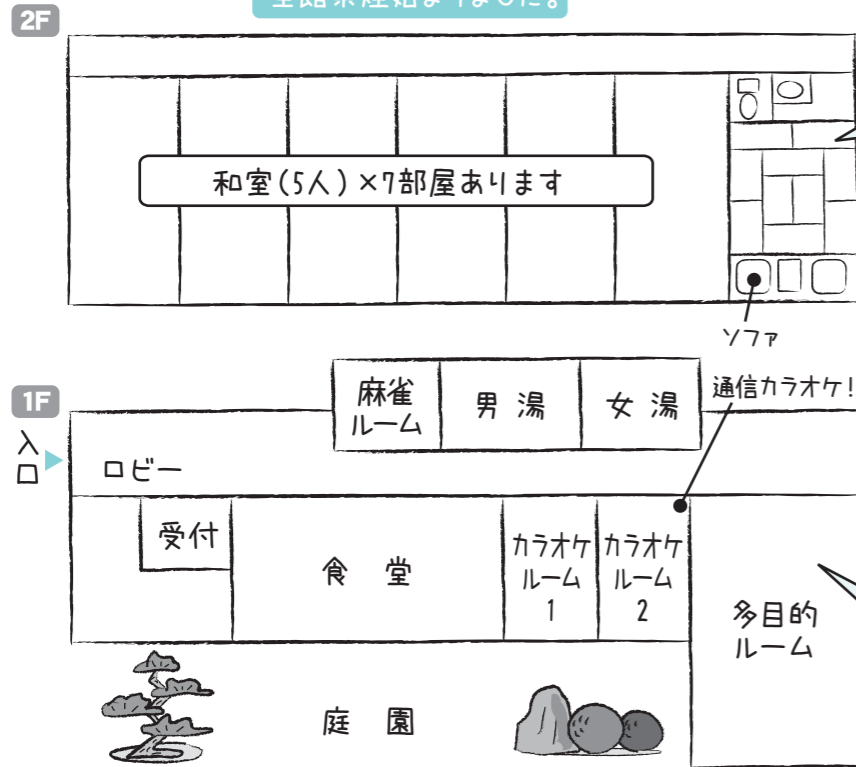 2F
和室(5人)×7部屋あります
ソファ
1F
入口
ロビー
麻雀
ルーム
男湯
女湯
通信カラオケ!
受付
食堂
カラオケ
ルーム
1
カラオケ
ルーム
2
多目的
ルーム
庭園